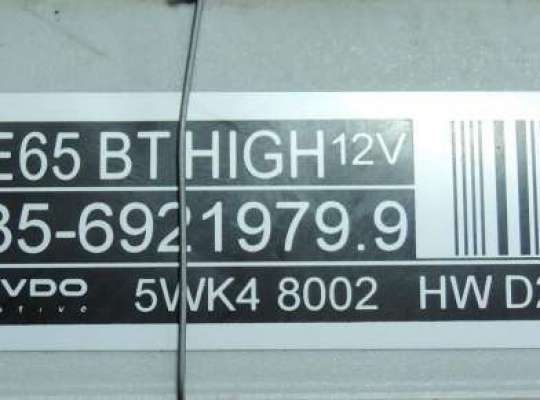 E65 BT HIGH 12V
35-6921979.9
VDO 5WK4 8002 HW D2